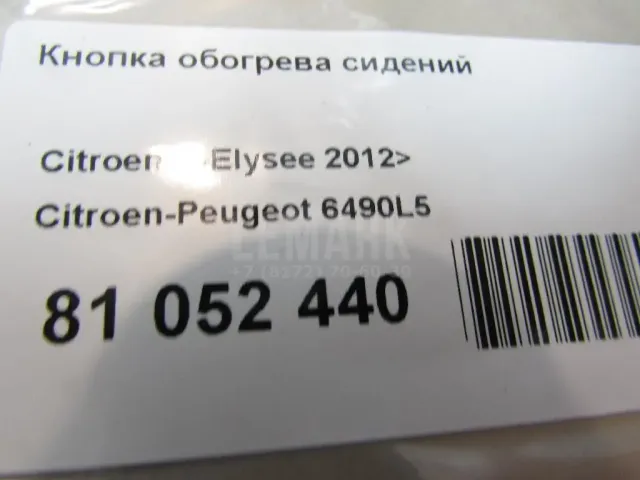 Кнопка обогрева сидений
Citroen Elysee 2012>
Citroen-Peugeot 6490L5
81 052 440